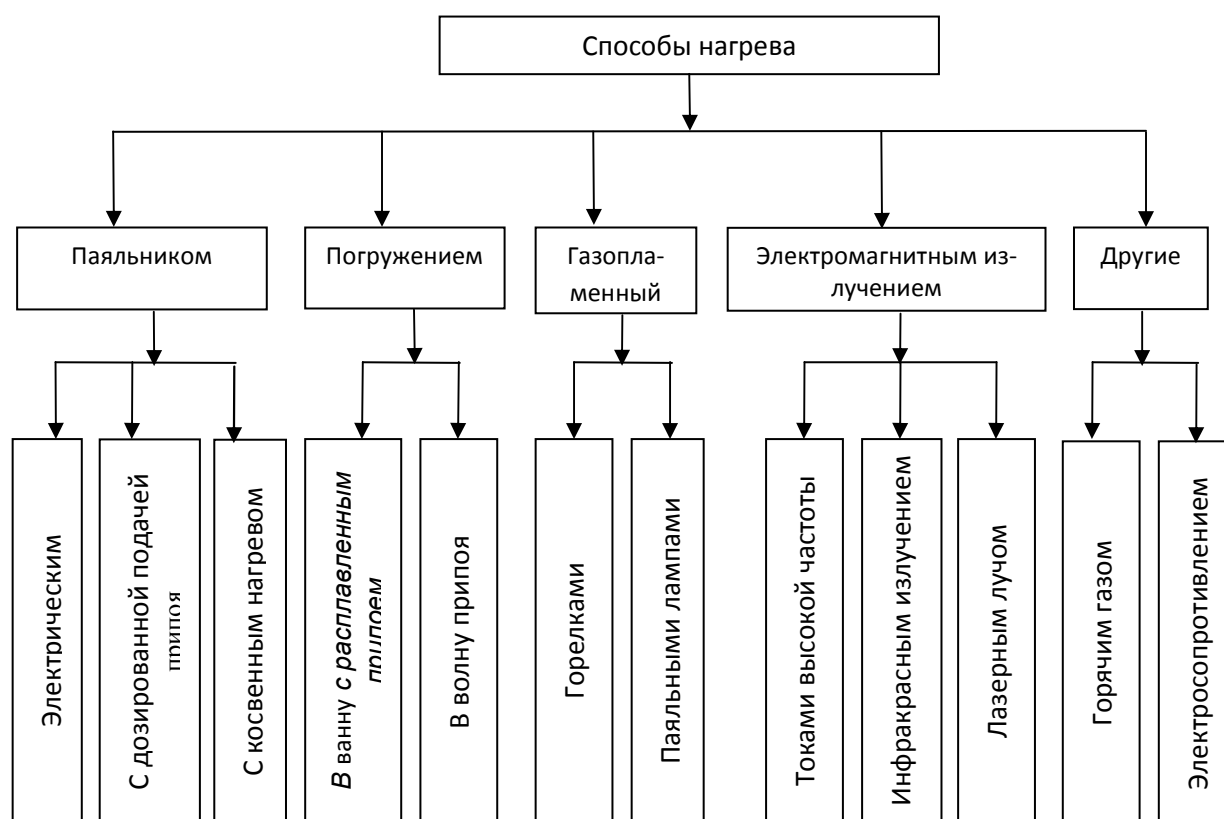 Способы нагрева
Паяльником
Погружением
Газопла-
менный
Электромагнитным из-
лучением
Другие
Электрическим
С дозированной подачей
припоя
С косвенным нагревом
В ванну с расплавленным
припоем
В волну припоя
Горелками
Паяльными лампами
Токами высокой частоты
Инфракрасным излучением
Лазерным лучом
Горячим газом
Электросопротивлением